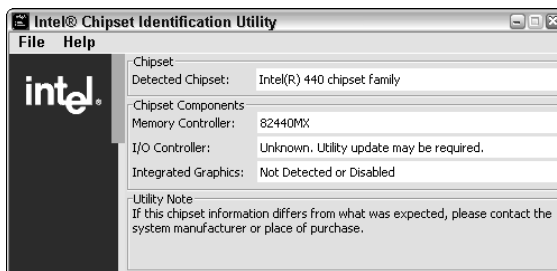 Intel® Chipset Identification Utility
File Help
intel®
Chipset
Detected Chipset: Intel(R) 440 chipset family
Chipset Components
Memory Controller: 82440MX
I/O Controller: Unknown. Utility update may be required.
Integrated Graphics: Not Detected or Disabled
Utility Note
If this chipset information differs from what was expected, please contact the
system manufacturer or place of purchase.